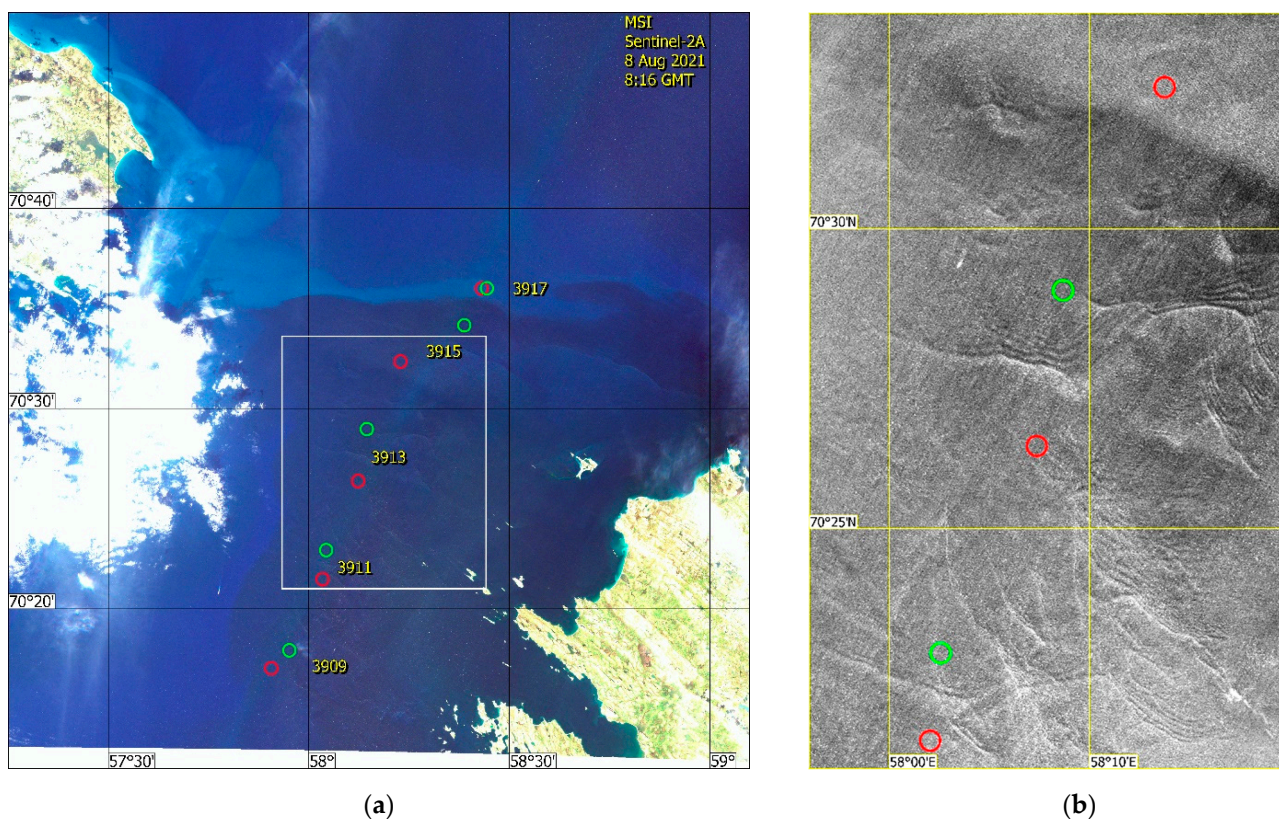 MSI
Sentinel-2A
8 Aug 2021
8:16 GMT
70°40'
3917
3915
70°30'
3913
3911
70°20'
3909
57°30'
58°
58°30'
59°
70°30'N
70°25'N
58°00'E
58°10'E
(a)
(b)